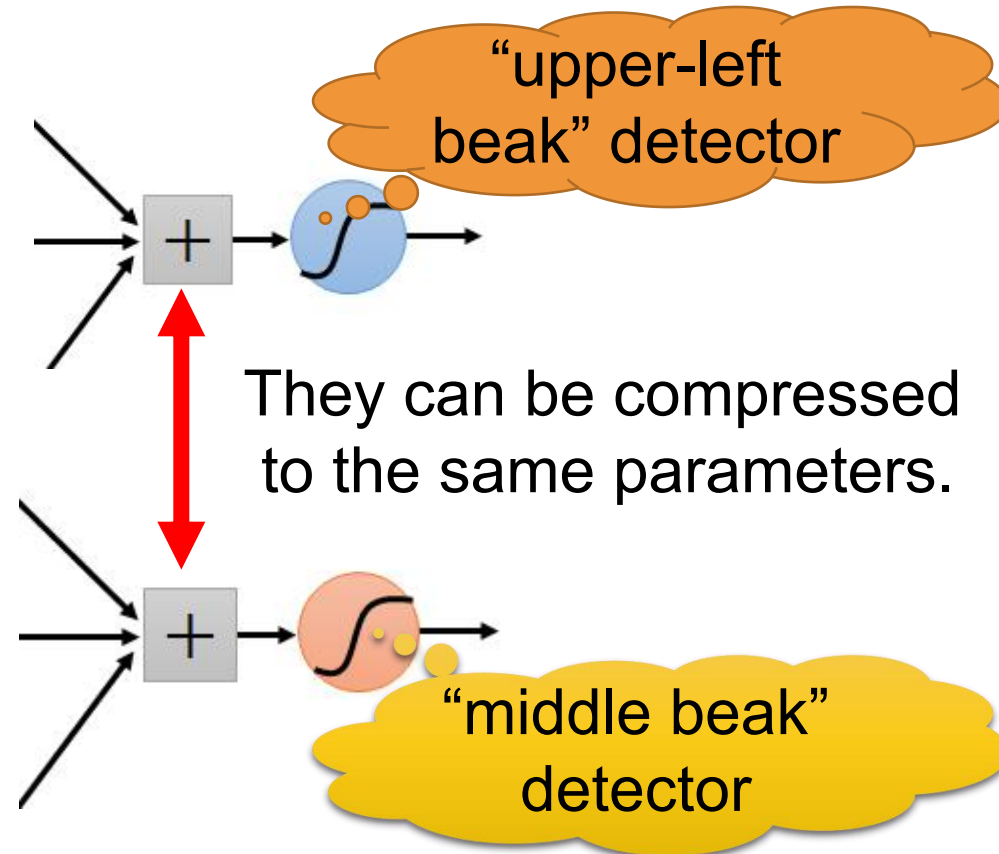 “upper-left
beak” detector
+
They can be compressed
to the same parameters.
+
“middle beak”
detector